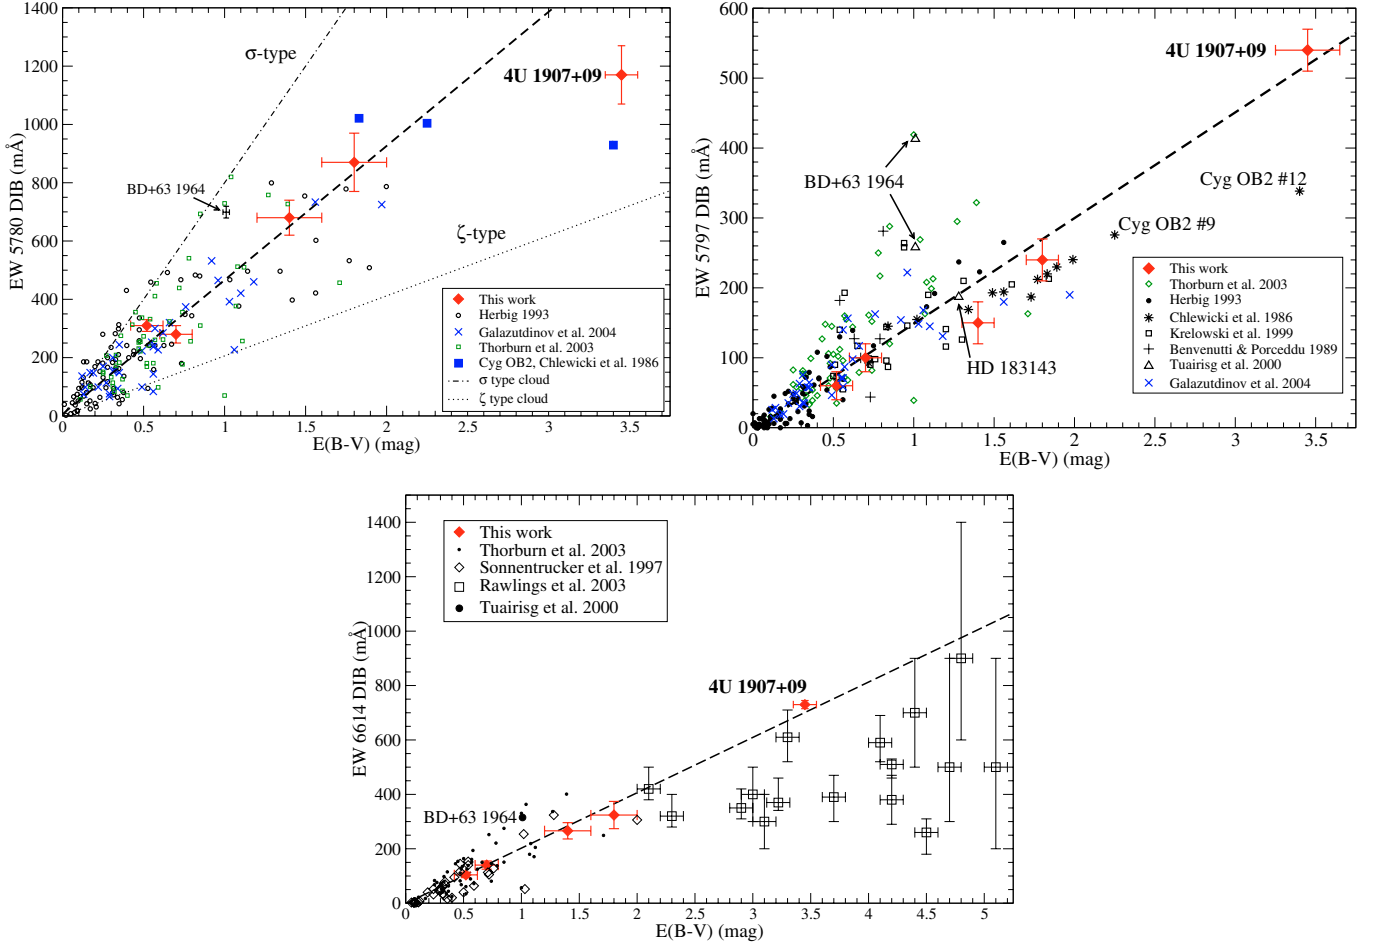 1400
1200
1000
800
600
400
200
0
EW 5780 DIB (mÅ)
σ-type
4U 1907+09
BD+63 1964
ζ-type
This work
Herbig 1993
Galazutdinov et al. 2004
Thorburn et al. 2003
Cyg OB2, Chlewicki et al 1986
σ type cloud
ζ type cloud
0 0.5 1 1.5 2 2.5 3 3.5
E(B-V) (mag)
600
500
400
300
200
100
0
EW 5797 DIB (mÅ)
4U 1907+09
BD+63 1964
Cyg OB2 #12
Cyg OB2 #9
HD 183143
This work
Thorburn et al. 2003
Herbig 1993
Chlewicki et al. 1986
Krelowski et al. 1999
Benvenutti & Porceddu 1989
Tuairisg et al. 2000
Galazutdinov et al. 2004
0 0.5 1 1.5 2 2.5 3 3.5
E(B-V) (mag)
1400
1200
1000
800
600
400
200
0
EW 6614 DIB (mÅ)
This work
Thorburn et al. 2003
Sonnentrucker et al. 1997
Rawlings et al. 2003
Tuairisg et al. 2000
4U 1907+09
BD+63 1964
0 0.5 1 1.5 2 2.5 3 3.5 4 4.5 5
E(B-V) (mag)